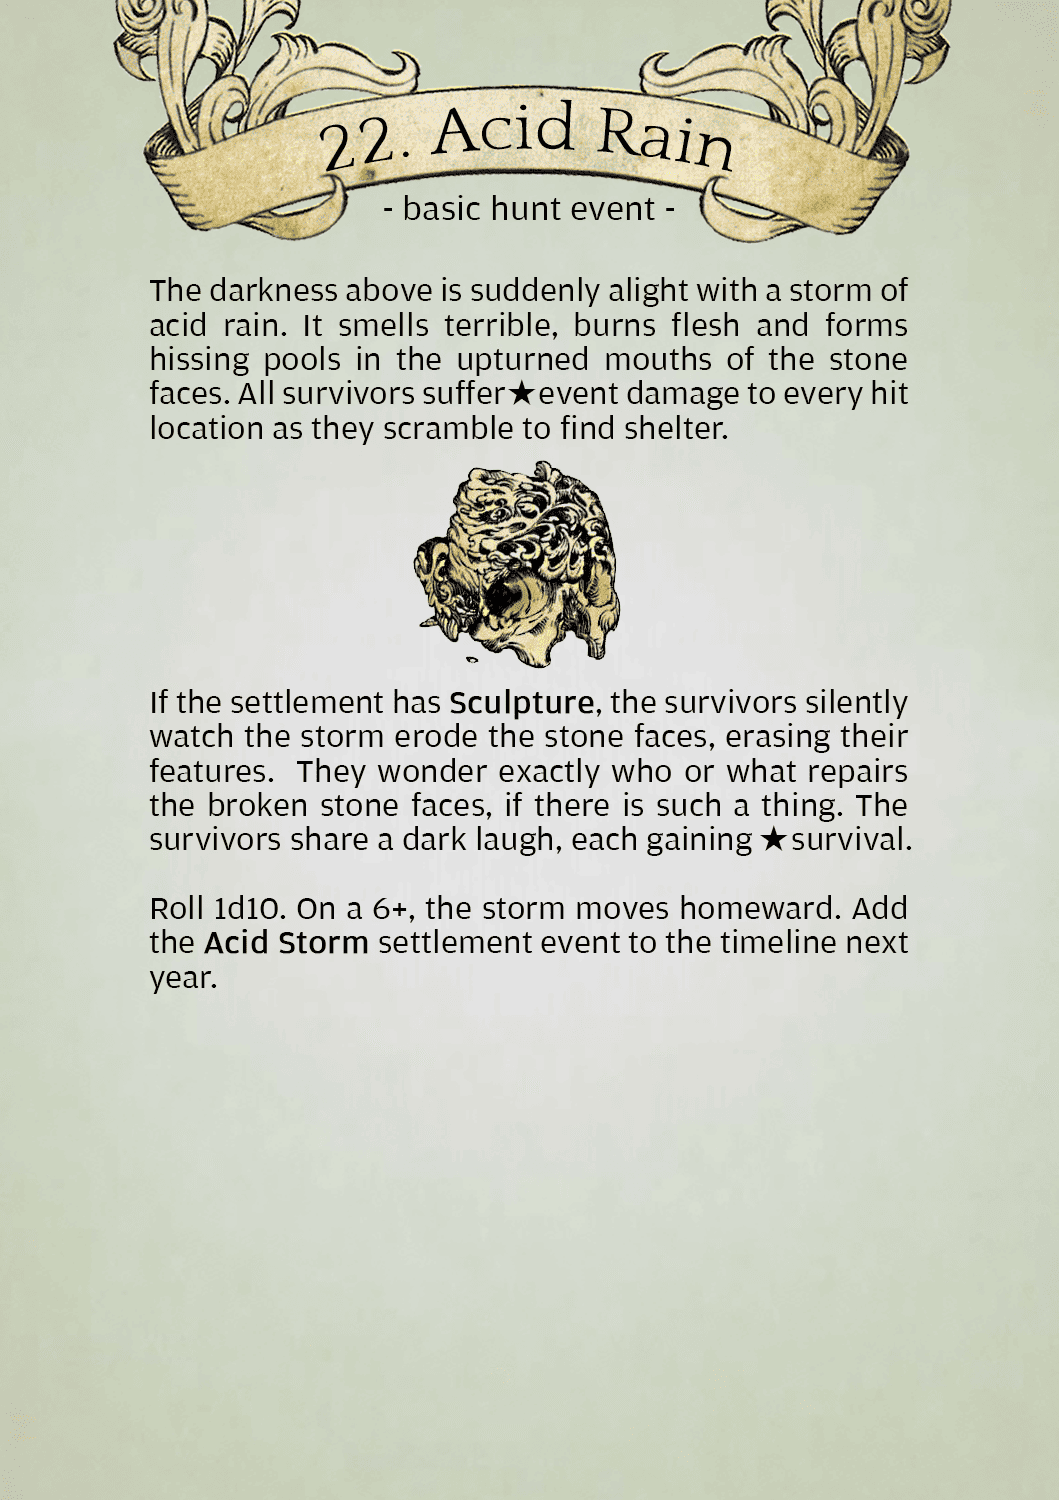 22. Acid Rain
- basic hunt event -
The darkness above is suddenly alight with a storm of
acid rain. It smells terrible, burns flesh and forms
hissing pools in the upturned mouths of the stone
faces. All survivors suffer★event damage to every hit
location as they scramble to find shelter.
If the settlement has Sculpture, the survivors silently
watch the storm erode the stone faces, erasing their
features. They wonder exactly who or what repairs
the broken stone faces, if there is such a thing. The
survivors share a dark laugh, each gaining ★survival.
Roll 1d10. On a 6+, the storm moves homeward. Add
the Acid Storm settlement event to the timeline next
year.